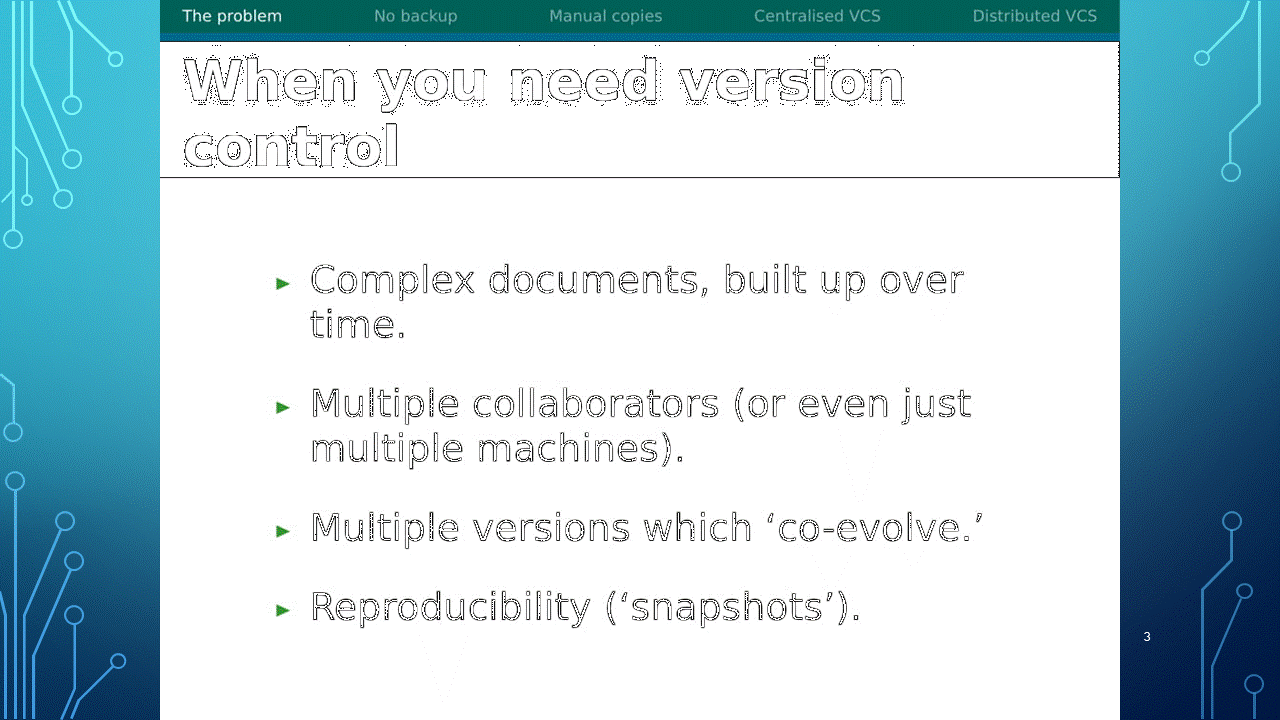 The problem No backup Manual copies Centralised VCS Distributed VCS
When you need version
control
► Complex documents, built up over
time.
► Multiple collaborators (or even just
multiple machines).
► Multiple versions which ‘co-evolve.’
► Reproducibility (‘snapshots’).
3